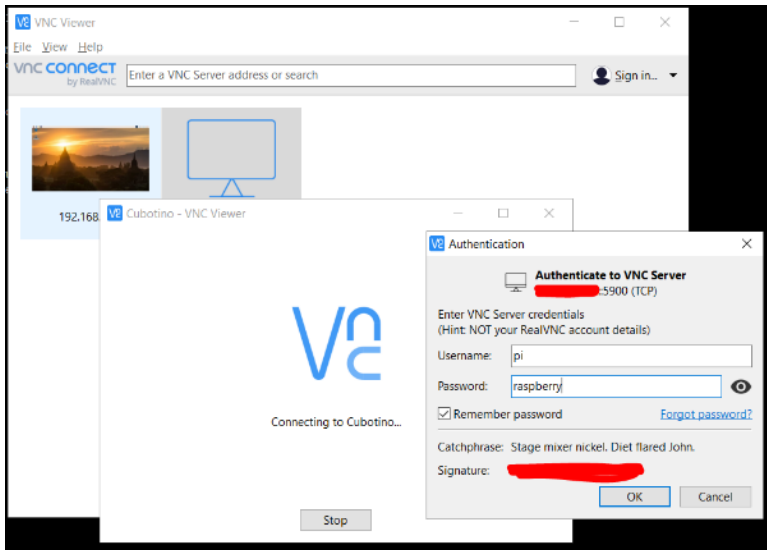 VNC Viewer
File View Help
VNC CONNECT
by RealVNC
Enter a VNC Server address or search
Sign in...
192.168.
Cubotino - VNC Viewer
Connecting to Cubotino...
Stop
Authentication
Authenticate to VNC Server
:5900 (TCP)
Enter VNC Server credentials
(Hint: NOT your RealVNC account details)
Username: pi
Password: raspberry
Remember password Forgot password?
Catchphrase: Stage mixer nickel. Diet flared John.
Signature:
OK Cancel